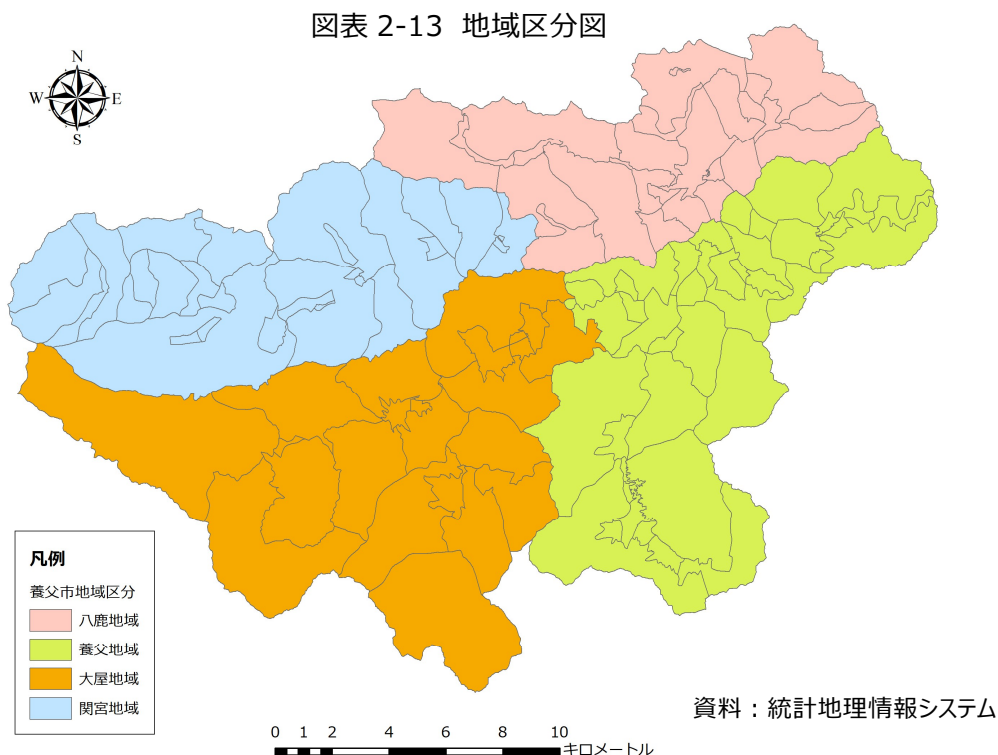 図表 2-13 地域区分図
N
W E
S
凡例
養父市地域区分
八鹿地域
養父地域
大屋地域
関宮地域
資料：統計地理情報システム
0 1 2 4 6 8 10
キロメートル